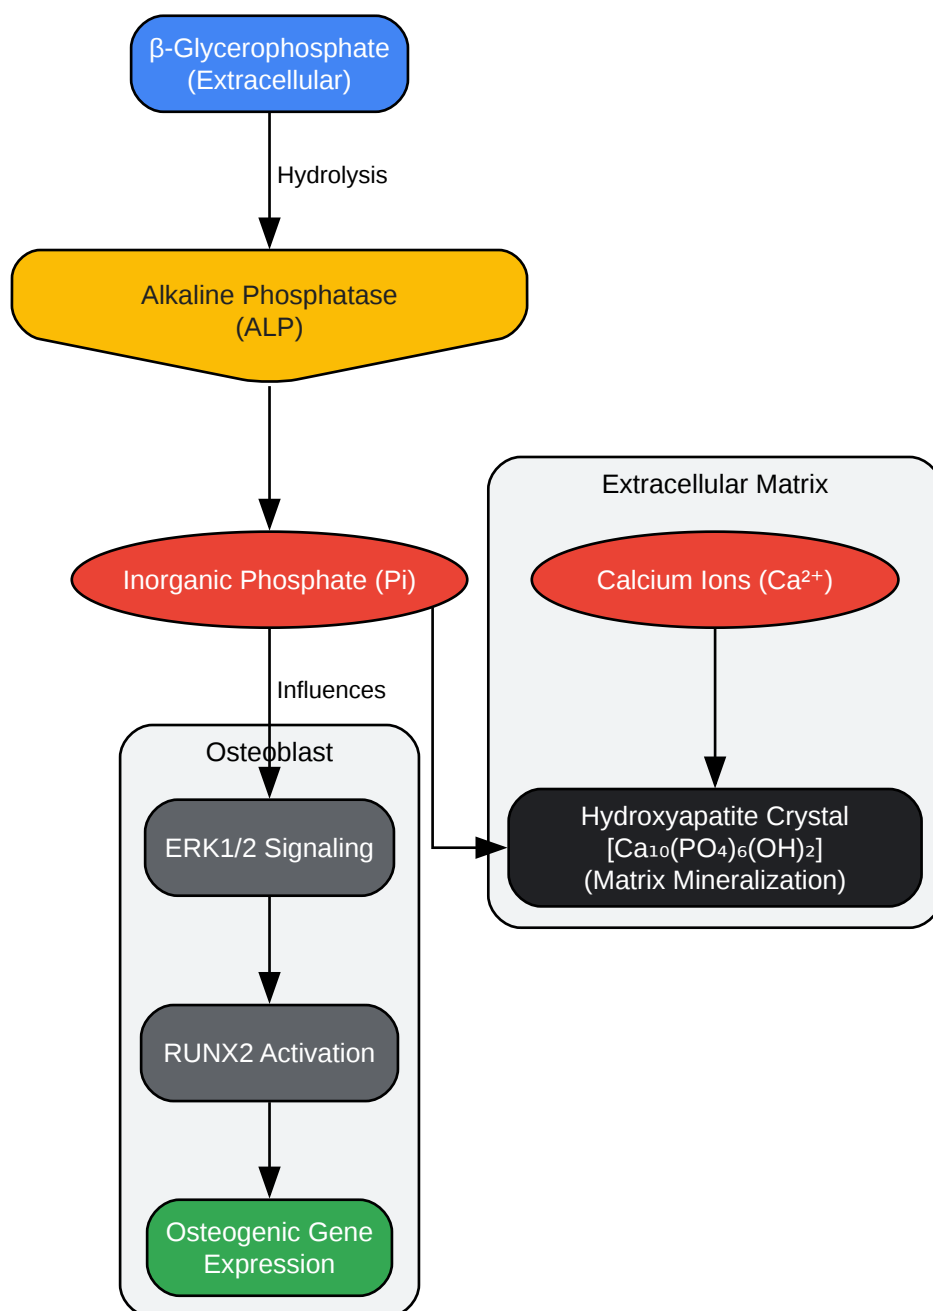 β-Glycerophosphate
(Extracellular)
Hydrolysis
Alkaline Phosphatase
(ALP)
Extracellular Matrix
Inorganic Phosphate (Pi)
Calcium Ions (Ca²⁺)
Influences
Osteoblast
ERK1/2 Signaling
Hydroxyapatite Crystal
[Ca₁₀(PO₄)₆(OH)₂]
(Matrix Mineralization)
RUNX2 Activation
Osteogenic Gene
Expression